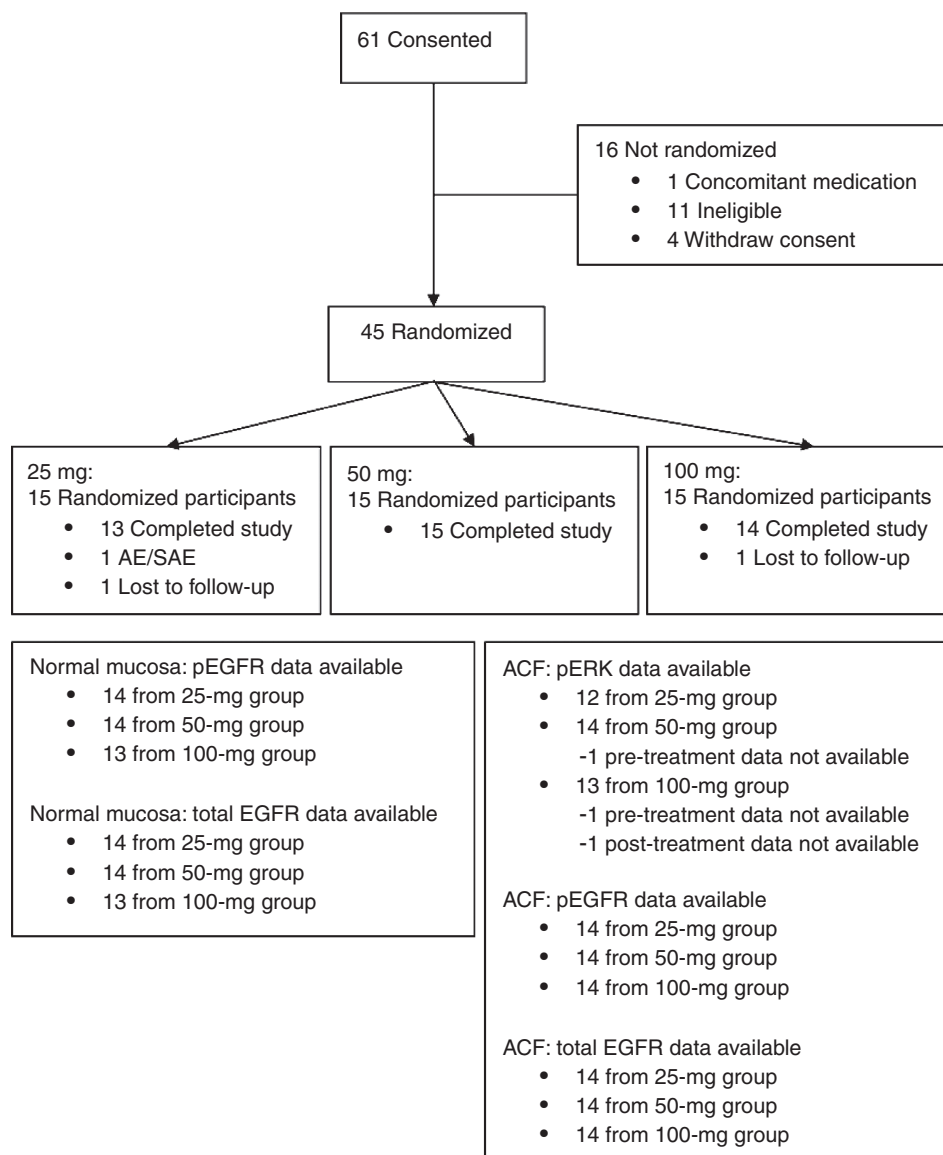 61 Consented
16 Not randomized
• 1 Concomitant medication
• 11 Ineligible
• 4 Withdraw consent
45 Randomized
25 mg:
15 Randomized participants
• 13 Completed study
• 1 AE/SAE
• 1 Lost to follow-up
50 mg:
15 Randomized participants
• 15 Completed study
100 mg:
15 Randomized participants
• 14 Completed study
• 1 Lost to follow-up
Normal mucosa: pEGFR data available
• 14 from 25-mg group
• 14 from 50-mg group
• 13 from 100-mg group
Normal mucosa: total EGFR data available
• 14 from 25-mg group
• 14 from 50-mg group
• 13 from 100-mg group
ACF: pERK data available
• 12 from 25-mg group
• 14 from 50-mg group
-1 pre-treatment data not available
• 13 from 100-mg group
-1 pre-treatment data not available
-1 post-treatment data not available
ACF: pEGFR data available
• 14 from 25-mg group
• 14 from 50-mg group
• 14 from 100-mg group
ACF: total EGFR data available
• 14 from 25-mg group
• 14 from 50-mg group
• 14 from 100-mg group